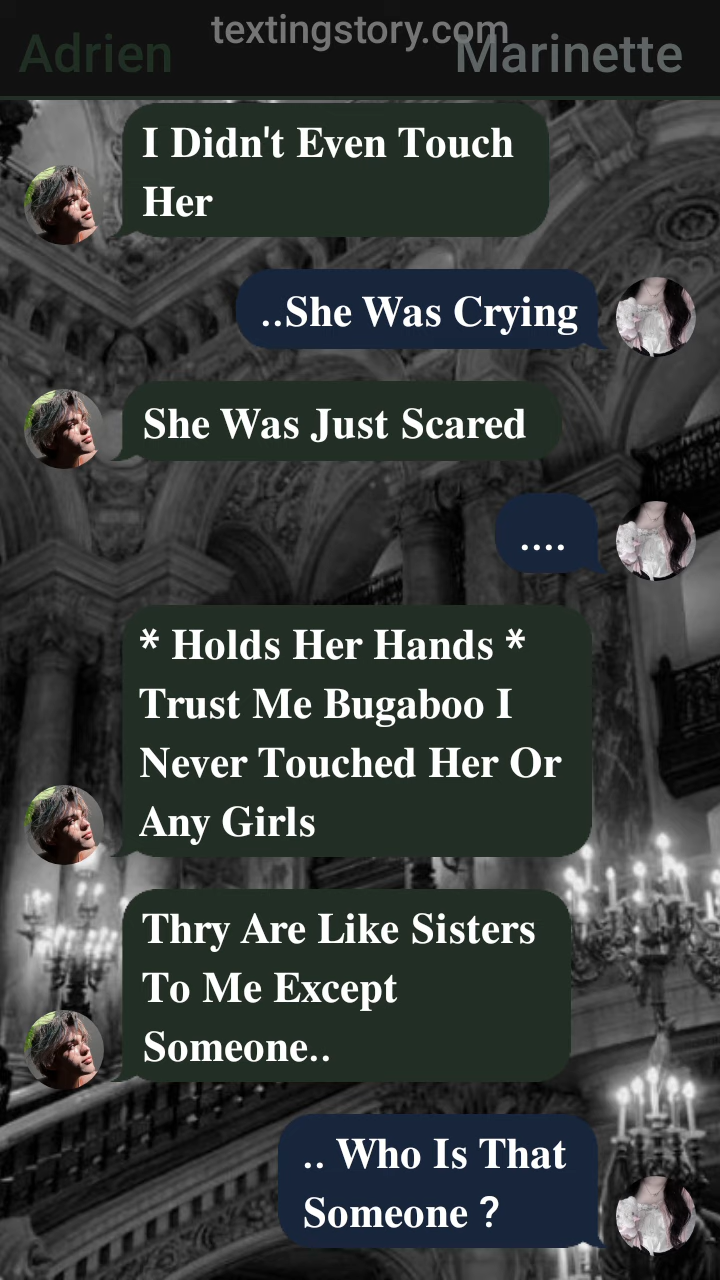 textingstory.com
Adrien
Marinette
I Didn't Even Touch
Her
..She Was Crying
She Was Just Scared
....
* Holds Her Hands *
Trust Me Bugaboo I
Never Touched Her Or
Any Girls
Thry Are Like Sisters
To Me Except
Someone..
.. Who Is That
Someone ?